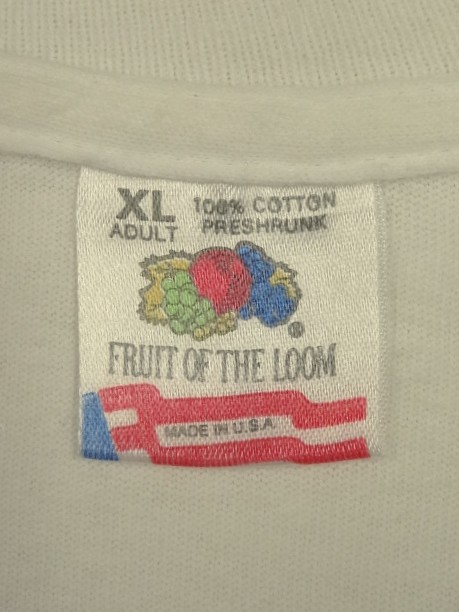 XL 100% COTTON
ADULT PRESHRUNK
®
FRUIT OF THE LOOM
MADE IN U.S.A.